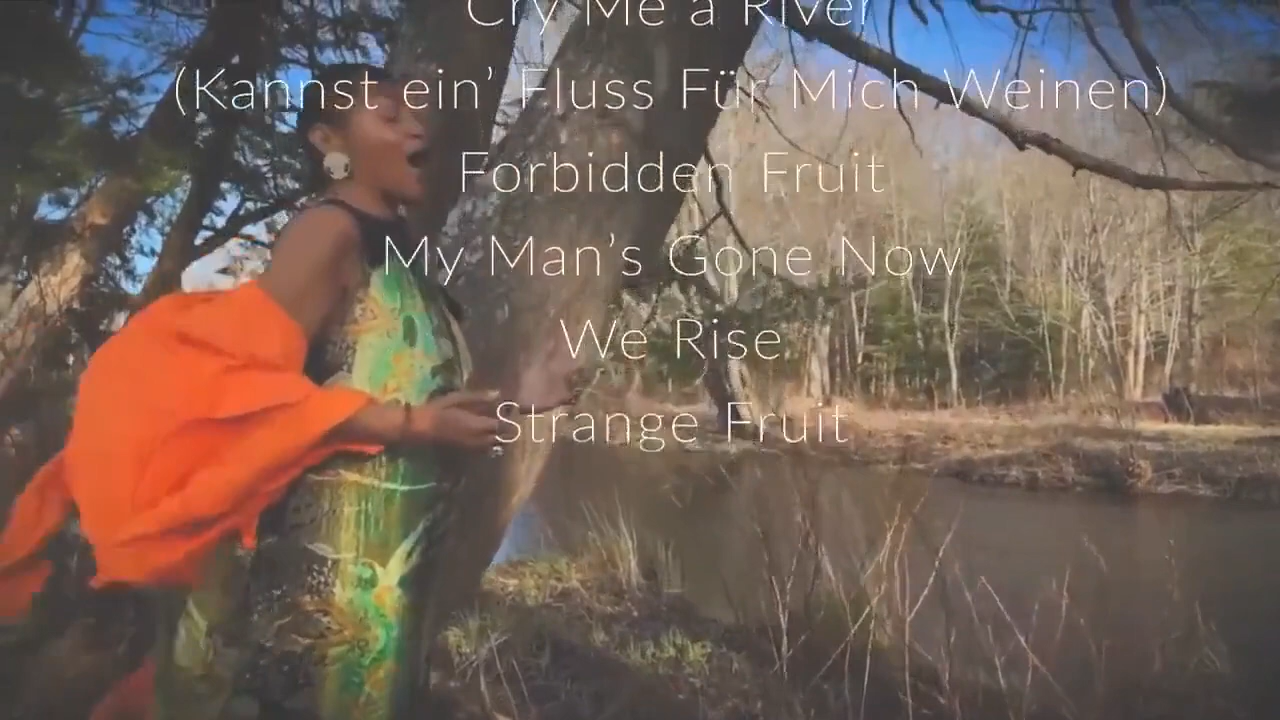 Cry Me a River
(Kannst ein’ Fluss Für Mich Weinen)
Forbidden Fruit
My Man’s Gone Now
We Rise
Strange Fruit